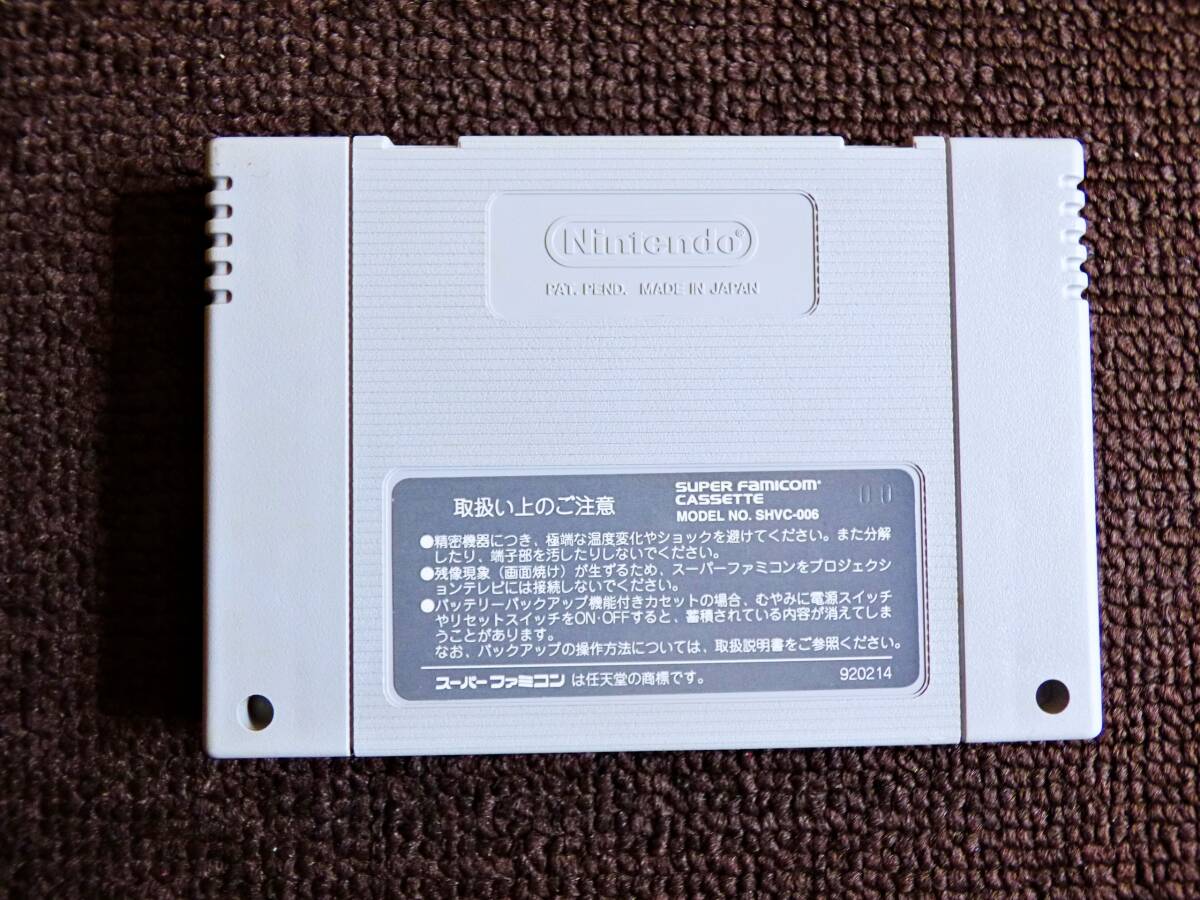 Nintendo®
PAT. PEND. MADE IN JAPAN
取扱い上のご注意
SUPER FAMICOM®
CASSETTE
MODEL NO. SHVC-006
●精密機器につき、極端な温度変化やショックを避けてください。また分解
したり、端子部を汚したりしないでください。
●残像現象（画面焼け）が生ずるため、スーパーファミコンをプロジェクシ
ョンテレビには接続しないでください。
●バッテリーバックアップ機能付きカセットの場合、むやみに電源スイッチ
やリセットスイッチをON・OFFすると、蓄積されている内容が消えてしま
うことがあります。
なお、バックアップの操作方法については、取扱説明書をご参照ください。
スーパーファミコンは任天堂の商標です。
920214